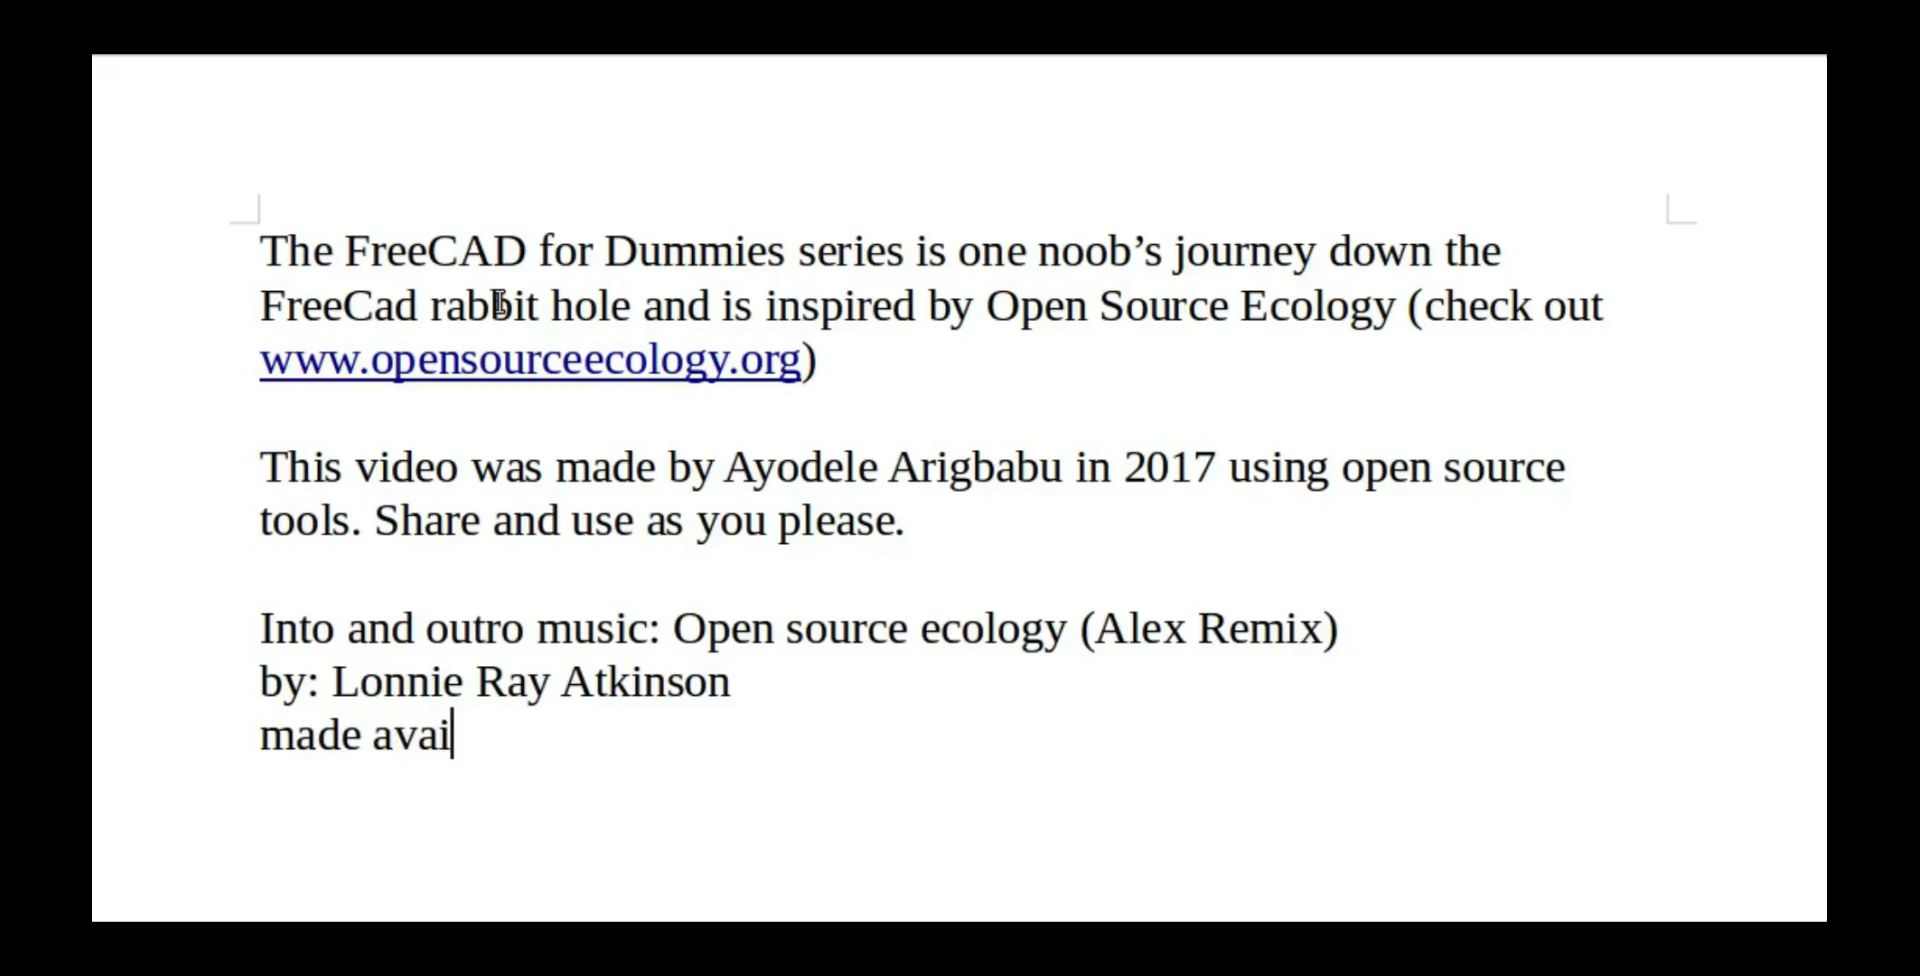 The FreeCAD for Dummies series is one noob’s journey down the
FreeCad rabbit hole and is inspired by Open Source Ecology (check out
www.opensourceecology.org)
This video was made by Ayodele Arigbabu in 2017 using open source
tools. Share and use as you please.
Into and outro music: Open source ecology (Alex Remix)
by: Lonnie Ray Atkinson
made avai